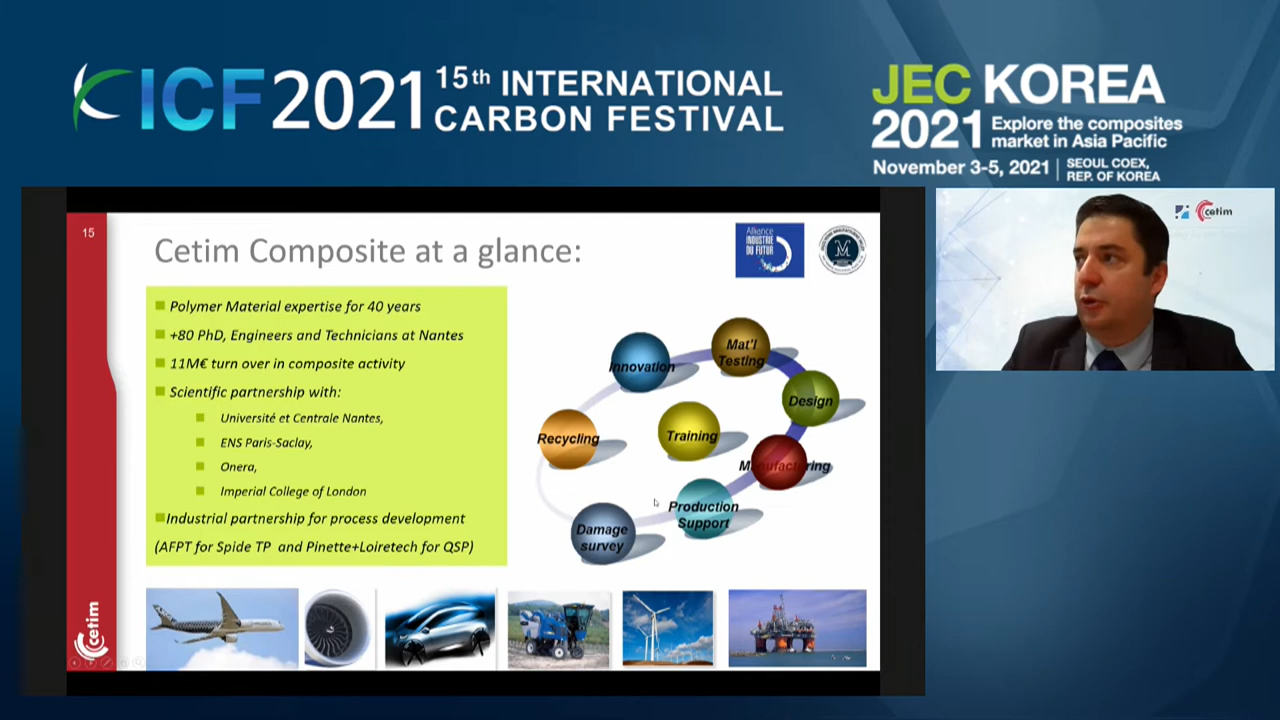 ICF 2021 15th INTERNATIONAL
CARBON FESTIVAL
JEC KOREA
2021 Explore the composites
market in Asia Pacific
November 3-5, 2021 | SEOUL COEX,
REP. OF KOREA
15
Cetim Composite at a glance:
Alliance
INDUSTRIE
DU FUTUR
M
cetim
Polymer Material expertise for 40 years
+80 PhD, Engineers and Technicians at Nantes
11M€ turn over in composite activity
Scientific partnership with:
Université et Centrale Nantes,
ENS Paris-Saclay,
Onera,
Imperial College of London
Industrial partnership for process development
(AFPT for Spide TP and Pinette+Loiretech for QSP)
Innovation
Mat'l
Testing
Design
Recycling
Training
Manufacturing
Production
Support
Damage
survey
cetim